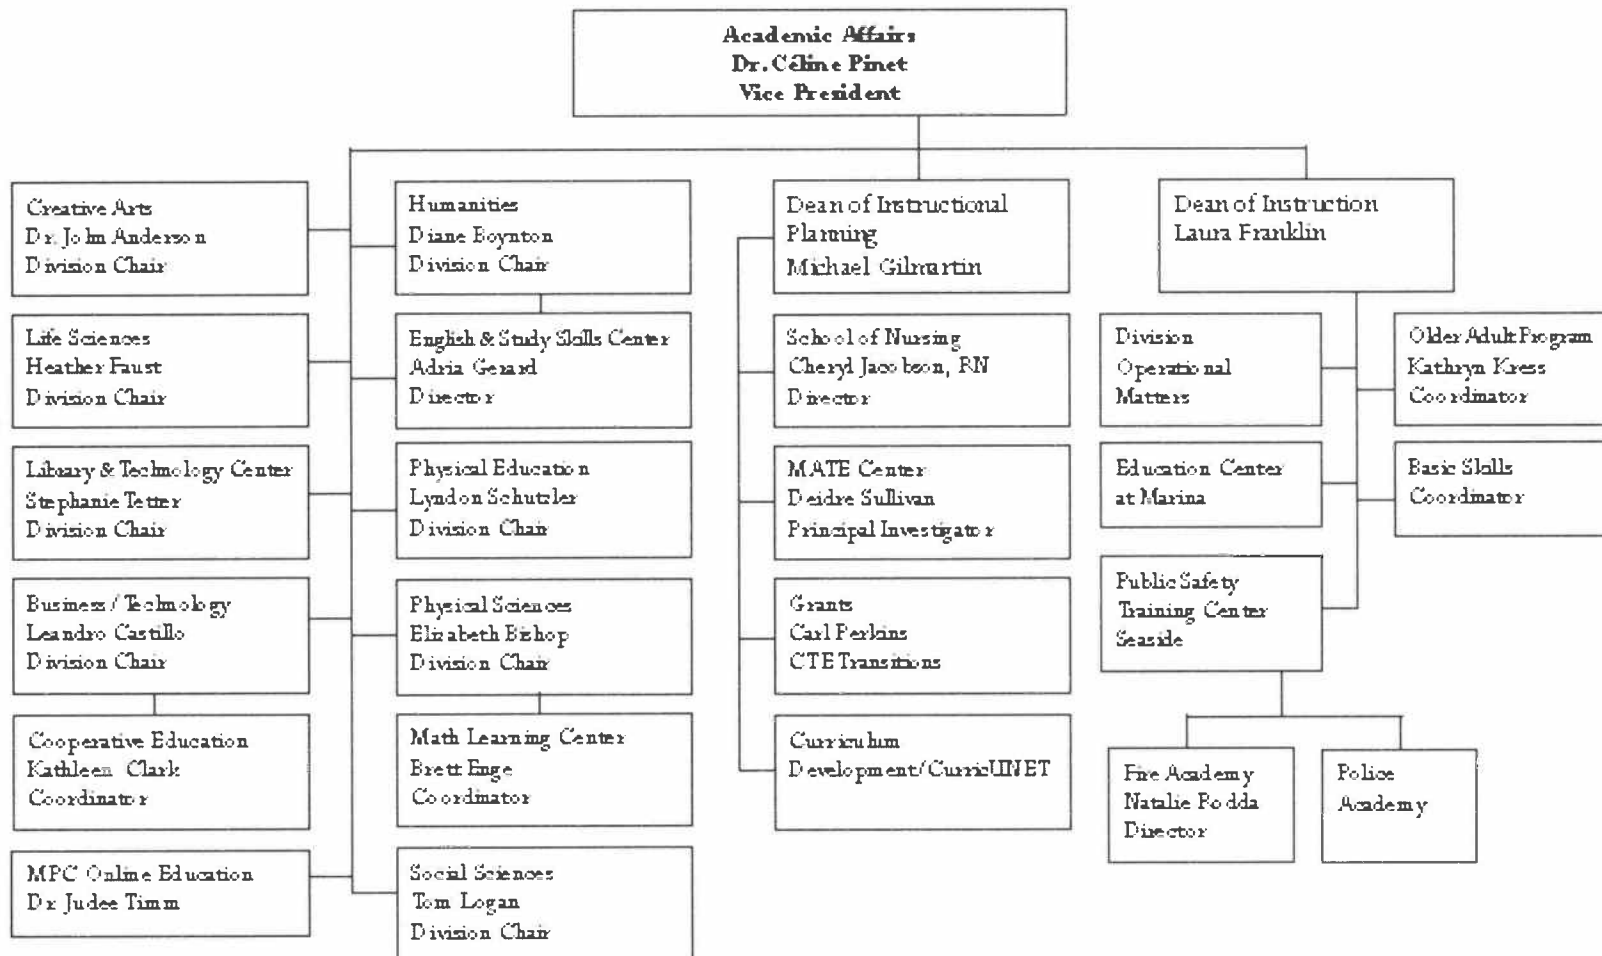 Academic Affairs
Dr. Céline Pinet
Vice President
Creative Arts
Dr. John Anderson
Division Chair
Humanities
Diane Boynton
Division Chair
Dean of Instructional
Planning
Michael Gilmartin
Dean of Instruction
Laura Franklin
Life Sciences
Heather Faust
Division Chair
English & Study Skills Center
Adria Gerard
Director
School of Nursing
Cheryl Jacobson, RN
Director
Division
Operational
Matters
Older Adult Program
Kathryn Kress
Coordinator
Library & Technology Center
Stephanie Tetter
Division Chair
Physical Education
Lyndon Schutzler
Division Chair
MATE Center
Deidre Sullivan
Principal Investigator
Education Center
at Marina
Basic Skills
Coordinator
Business / Technology
Leandro Castillo
Division Chair
Physical Sciences
Elizabeth Bishop
Division Chair
Grants
Carl Perkins
CTE Transitions
Public Safety
Training Center
Seaside
Cooperative Education
Kathleen Clark
Coordinator
Math Learning Center
Brett Enge
Coordinator
Curriculum
Development/CurricUNET
Fire Academy
Natalie Rodda
Director
Police
Academy
MPC Online Education
Dr. Judee Timm
Social Sciences
Tom Logan
Division Chair